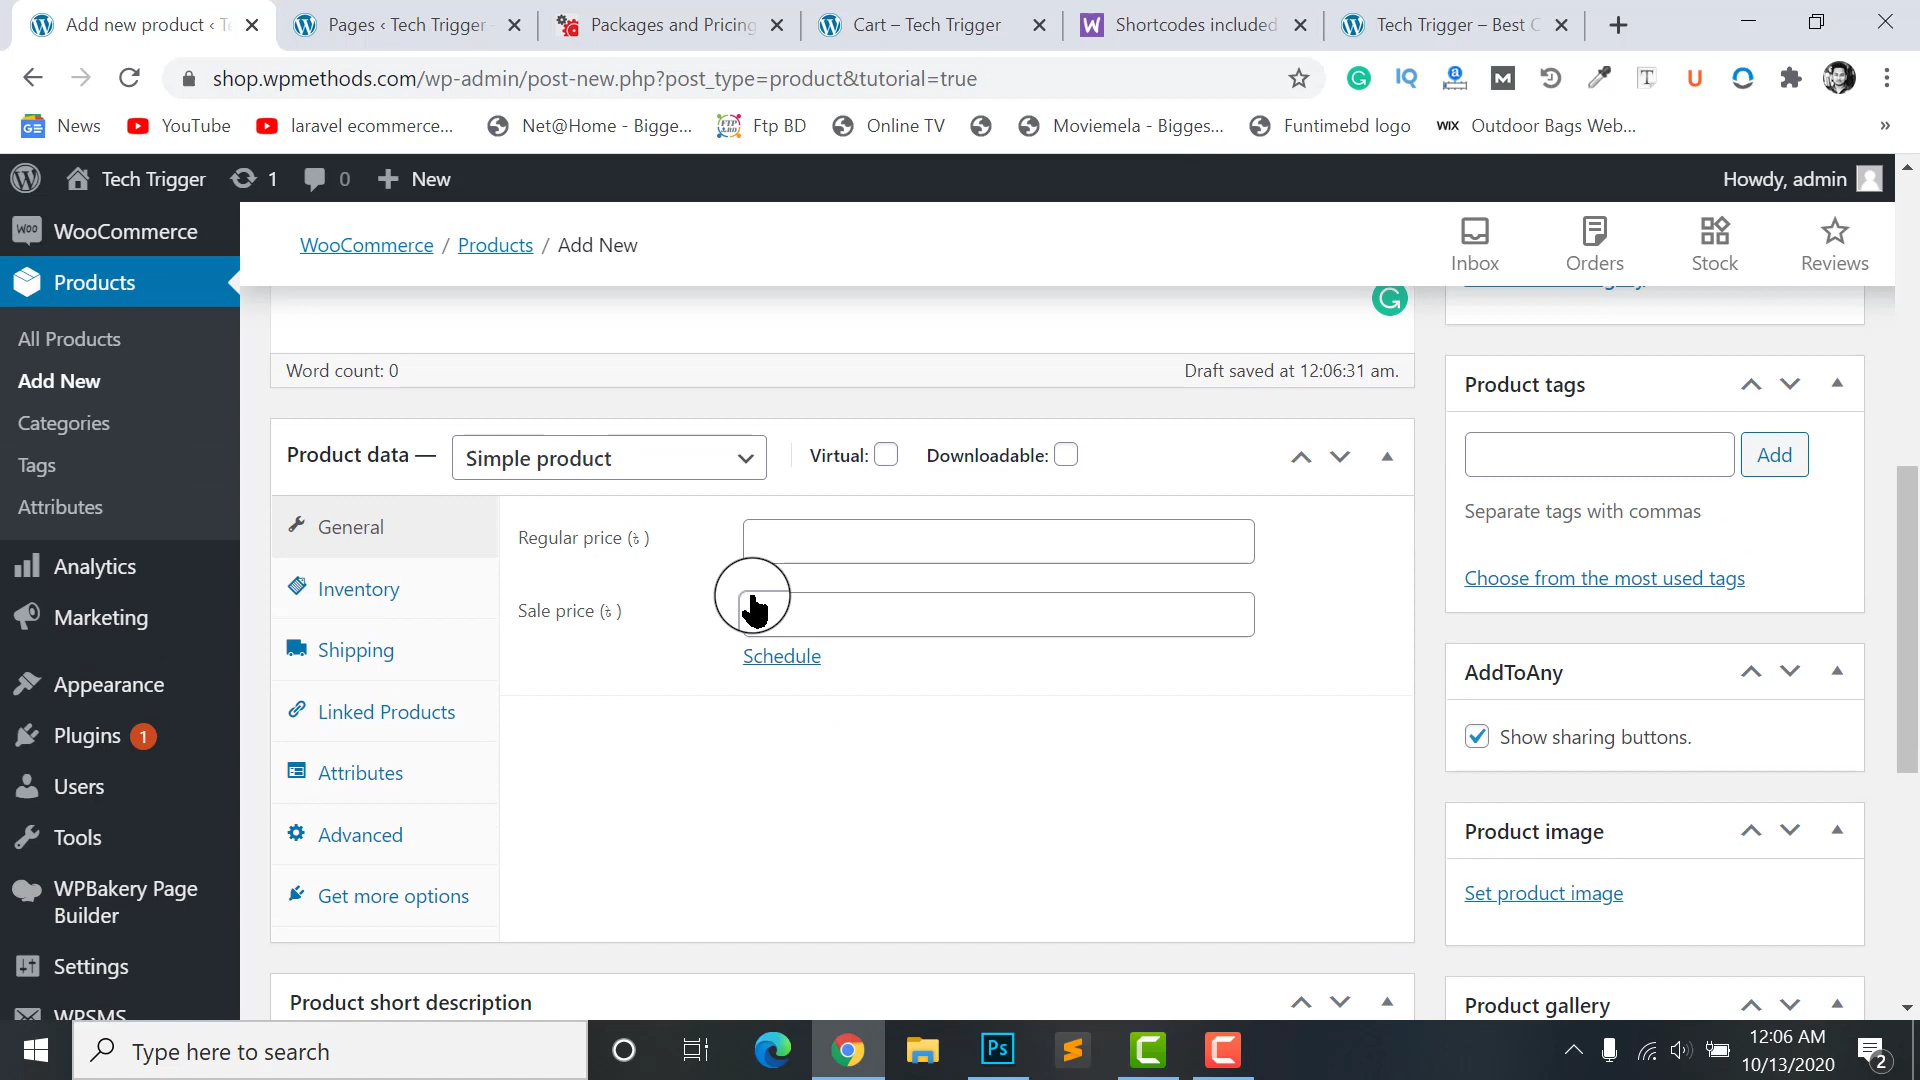 Add new product ‹ Te
Pages ‹ Tech Trigger
Packages and Pricing
Cart – Tech Trigger
Shortcodes included
Tech Trigger – Best C
shop.wpmethods.com/wp-admin/post-new.php?post_type=product&tutorial=true
News
YouTube
laravel ecommerce...
Net@Home - Bigge...
Ftp BD
Online TV
Moviemela - Bigges...
Funtimebd logo
WIX Outdoor Bags Web...
»
Tech Trigger
1
0
New
Howdy, admin
WooCommerce
Products
All Products
Add New
Categories
Tags
Attributes
Analytics
Marketing
Appearance
Plugins 1
Users
Tools
WPBakery Page
Builder
Settings
WPSMS
WooCommerce / Products / Add New
Inbox
Orders
Stock
Reviews
Word count: 0
Draft saved at 12:06:31 am.
Product data —
Simple product
Virtual:
Downloadable:
General
Inventory
Shipping
Linked Products
Attributes
Advanced
Get more options
Regular price (৳ )
Sale price (৳ )
Schedule
Product short description
Product tags
Add
Separate tags with commas
Choose from the most used tags
AddToAny
Show sharing buttons.
Product image
Set product image
Product gallery
Type here to search
12:06 AM
10/13/2020
2